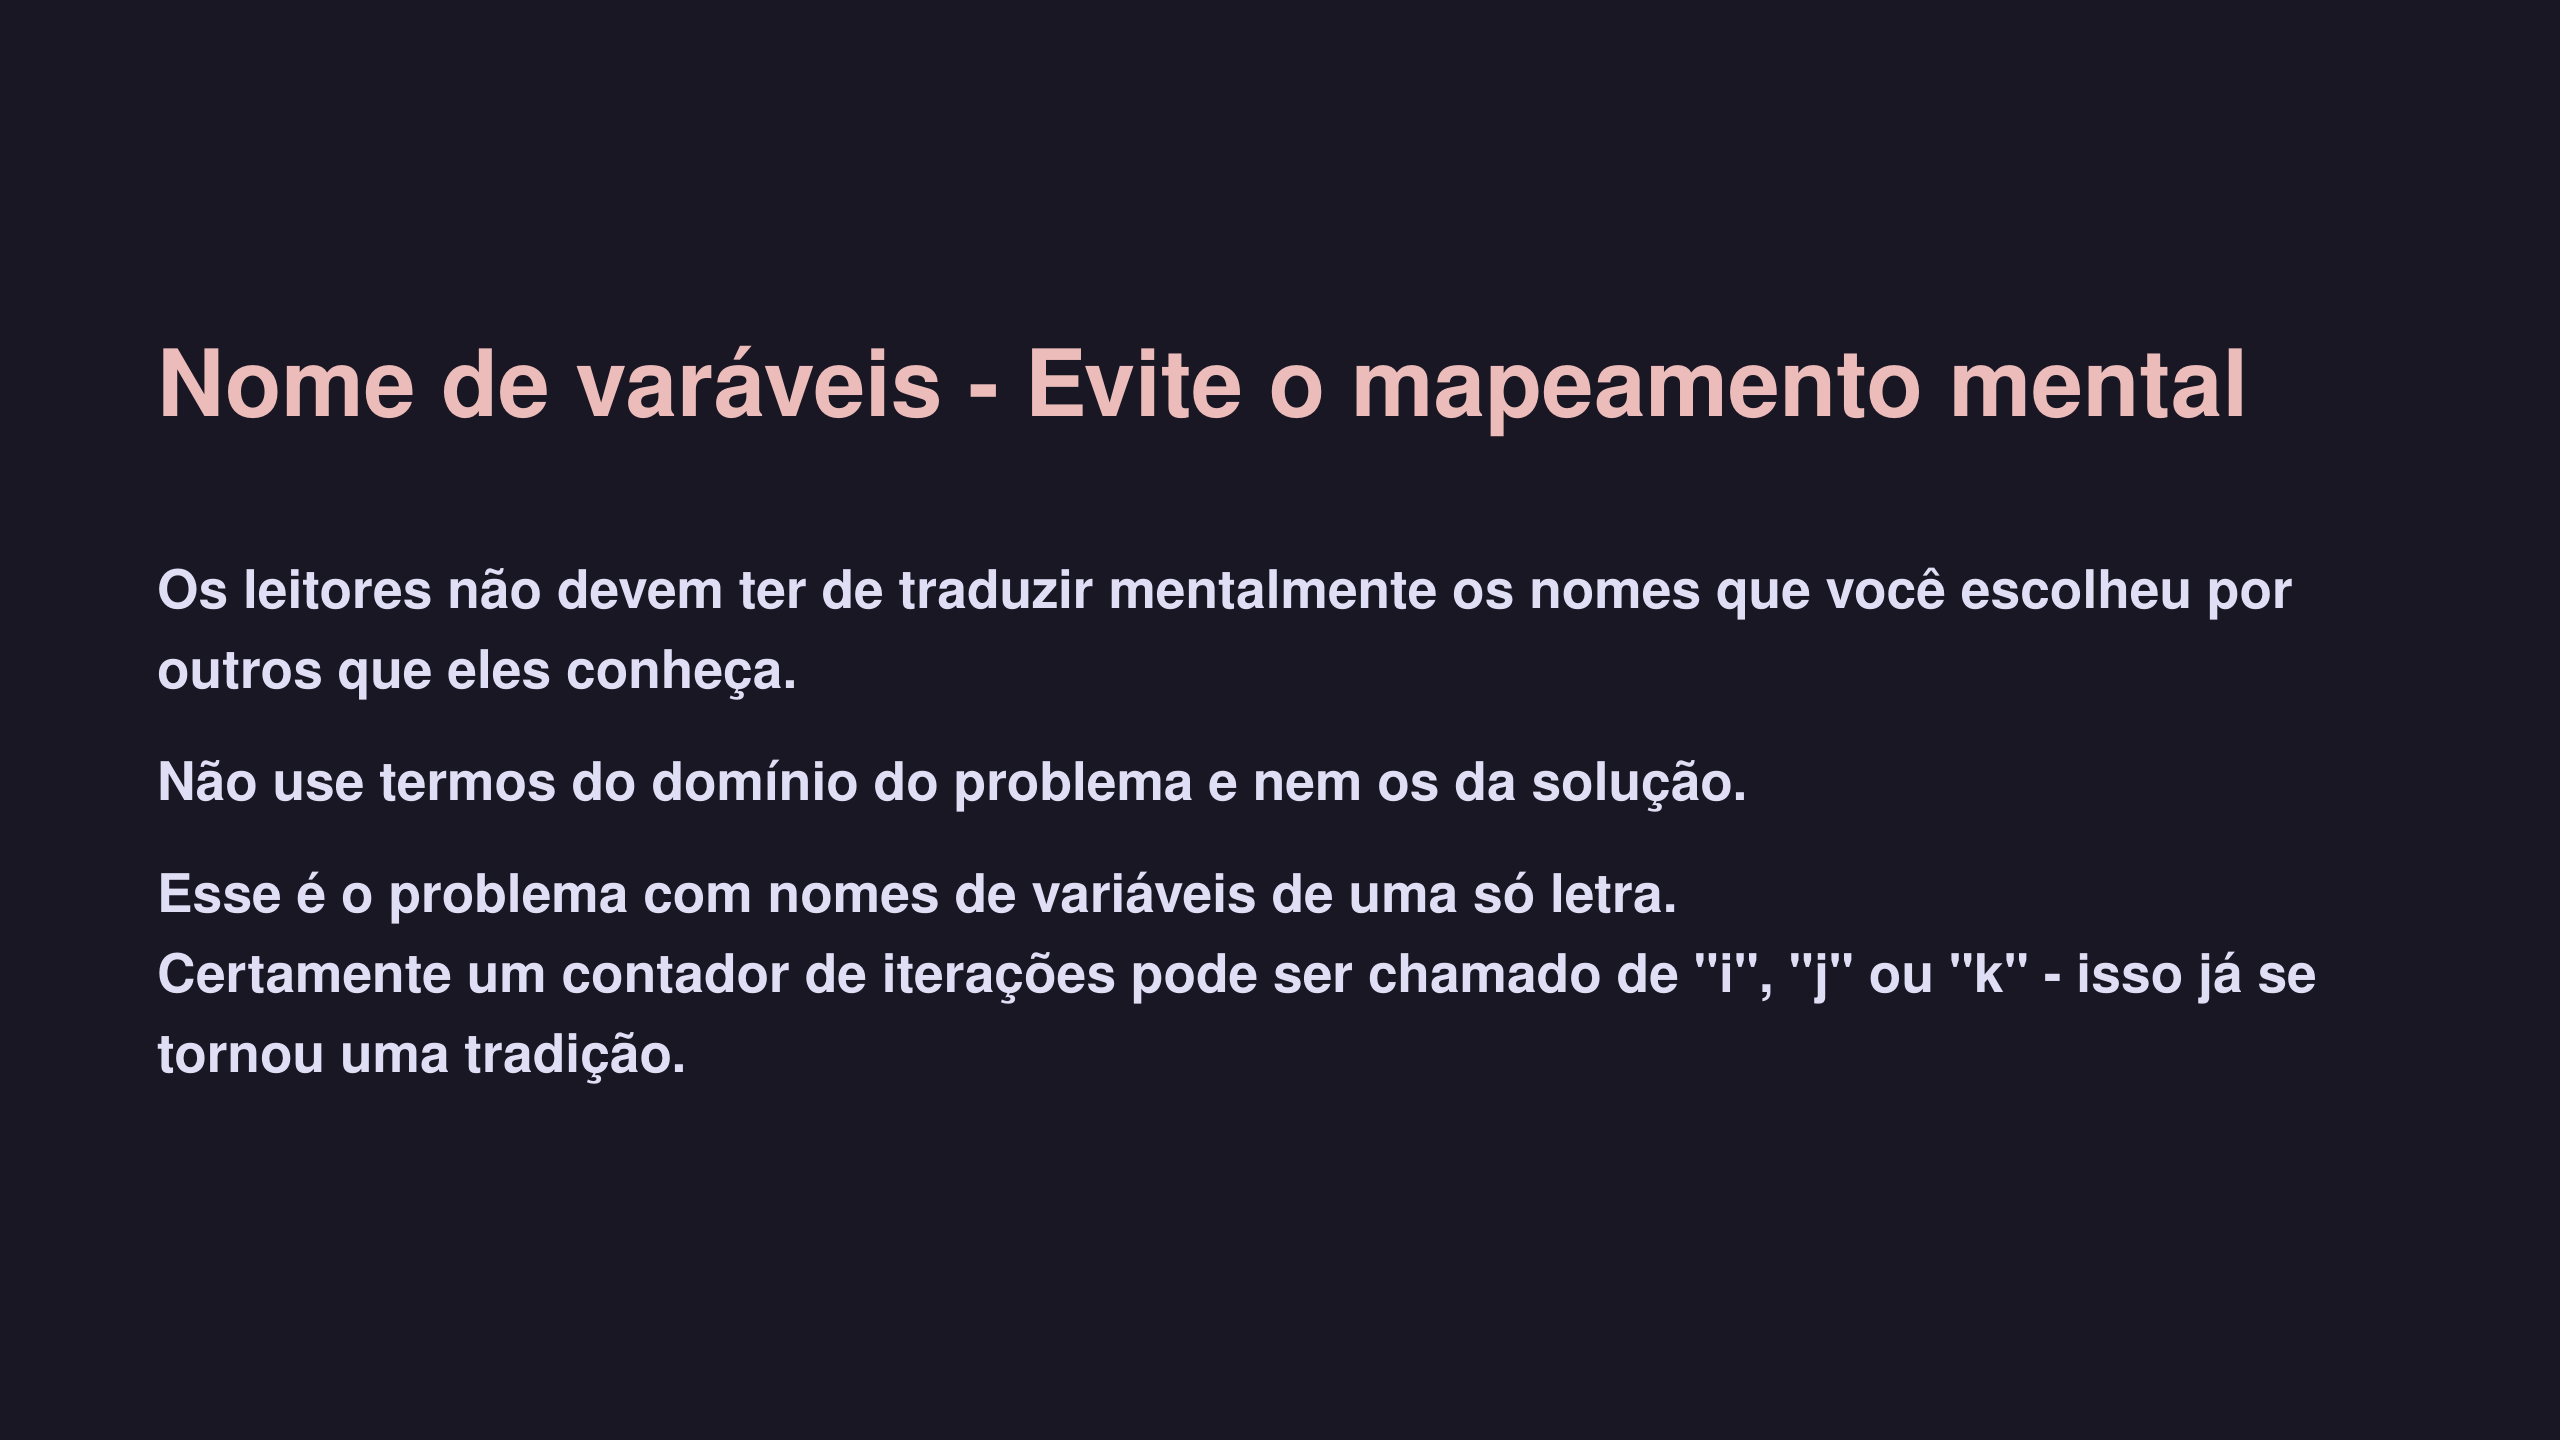 Nome de varáveis - Evite o mapeamento mental
Os leitores não devem ter de traduzir mentalmente os nomes que você escolheu por
outros que eles conheça.
Não use termos do domínio do problema e nem os da solução.
Esse é o problema com nomes de variáveis de uma só letra.
Certamente um contador de iterações pode ser chamado de "i", "j" ou "k" - isso já se
tornou uma tradição.